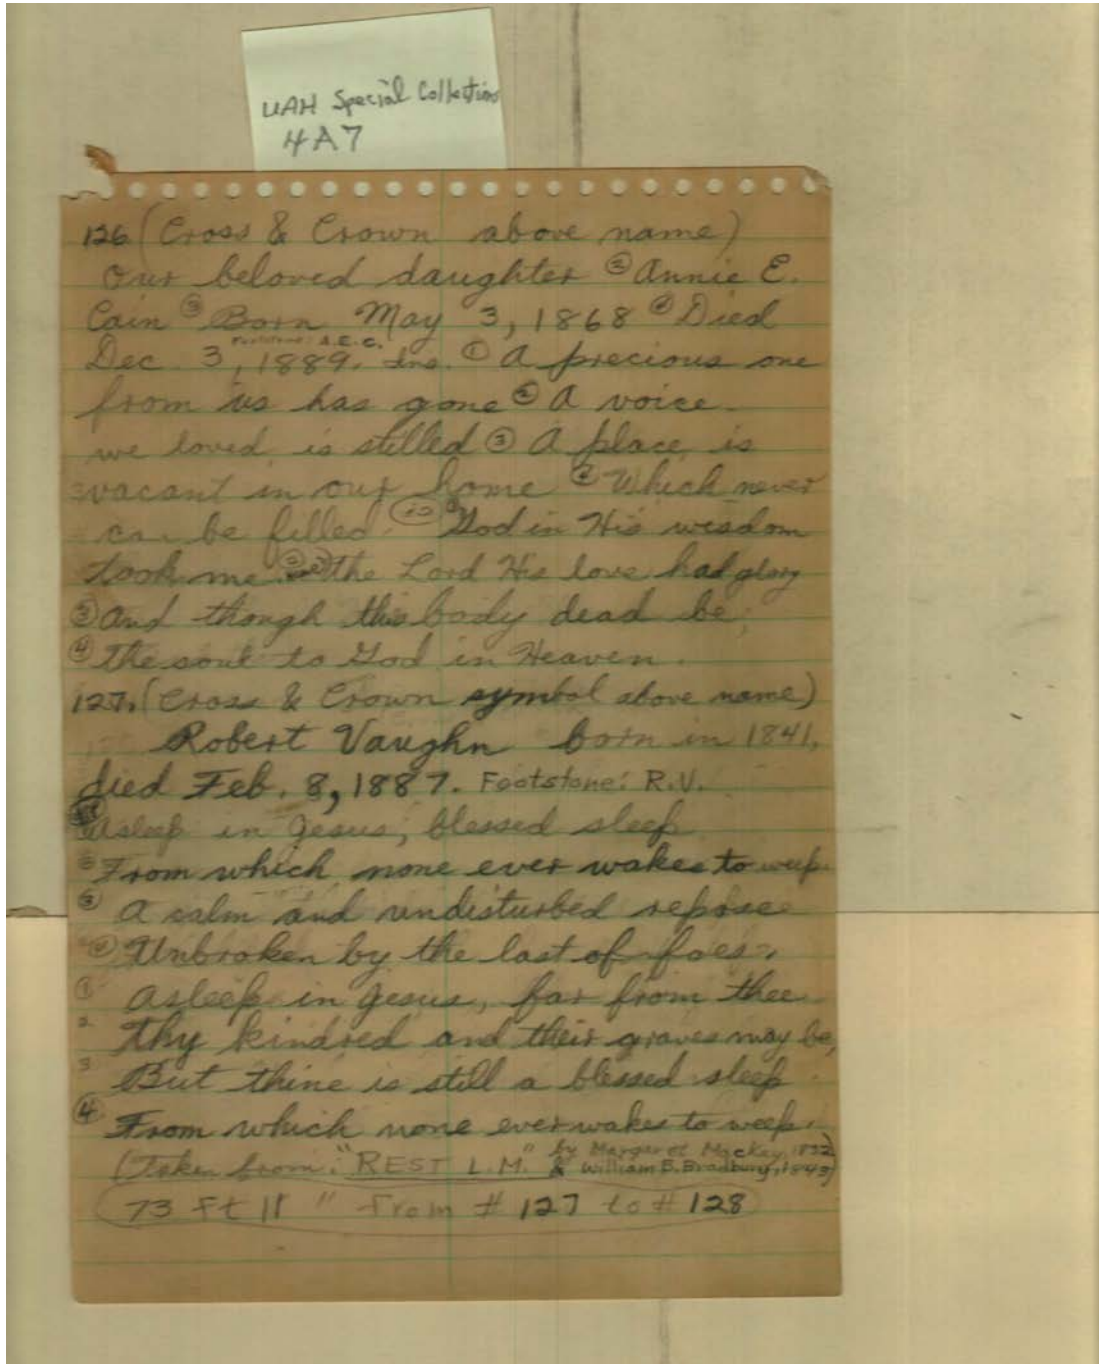 UAH Special Collections
4A7
126 (Cross & Crown above name)
Our beloved daughter ② Annie E.
Cain ③ Born May 3, 1868 ④ Died
Footstone: A.E.C.
Dec. 3, 1889. Ins. ① A precious one
from us has gone ② A voice
we loved is stilled ③ A place is
vacant in our home ④ Which never
can be filled. God in His wisdom
took me the Lord His love had
③ And though this body dead be,
④ The soul to God in Heaven.
127. (Cross & Crown symbol above name)
Robert Vaughn born in 1841,
died Feb. 8, 1887. Footstone: R.V.
Asleep in Jesus, blessed sleep
② From which none ever wakes to weep.
③ A calm and undisturbed repose
④ Unbroken by the last of foes.
① Asleep in Jesus, far from thee
2. Thy kindred and their graves may be,
3 But thine is still a blessed sleep
④ From which none ever wakes to weep.
(Taken from: "REST L.M." by Margaret Mackay, 1832
& William B. Bradbury, 1843)
73 Ft 11 " From # 127 to # 128